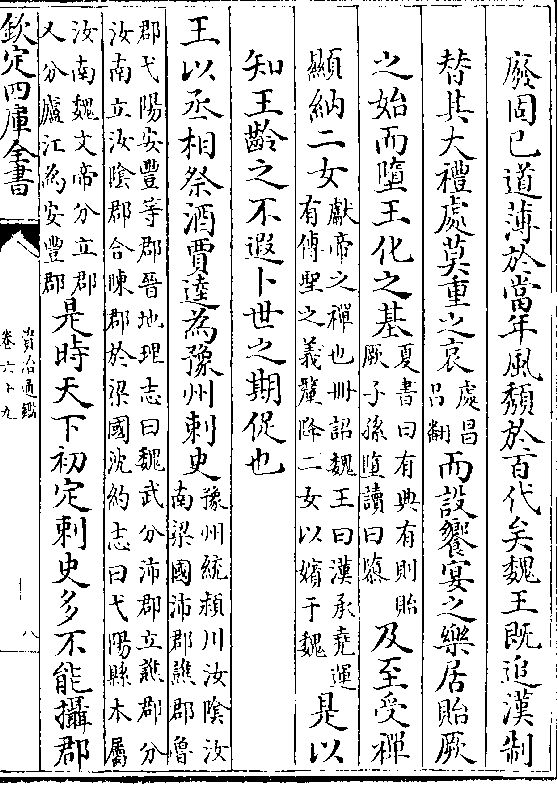 廢固已道薄於當年風頽於百代矣魏王既追漢制
替其大禮處莫重之哀處昌吕翻而設饗宴之樂居貽厥
之始而墮王化之基夏書曰有典有則貽厥子孫墮讀曰隳及至受禪
顯納二女獻帝之禪也冊詔魏王曰漢承堯運有傳聖之義釐降二女以嬪于魏是以
知王齡之不遐卜世之期促也
王以丞相祭酒賈逵為豫州刺史豫州統潁川汝隂汝南梁國沛郡譙郡魯
郡弋陽安豐等郡晉地理志曰魏武分沛郡立譙郡分汝南立汝隂郡合陳郡於梁國沈約志曰弋陽縣本屬
汝南魏文帝分立郡又分廬江為安豐郡是時天下初定刺史多不能攝郡
欽定四庫全書
資治通鑑
卷六十九
八